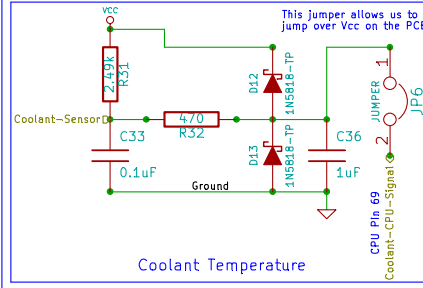 vcc
This jumper allows us to
jump over Vcc on the PCB
2.49k
R31
D12
1N5818-TP
1
JUMPER
JP6
2
Coolant-Sensor
470
R32
C33
0.1uF
D13
1N5818-TP
C36
1uF
Ground
CPU Pin 69
Coolant-CPU-Signal
Coolant Temperature